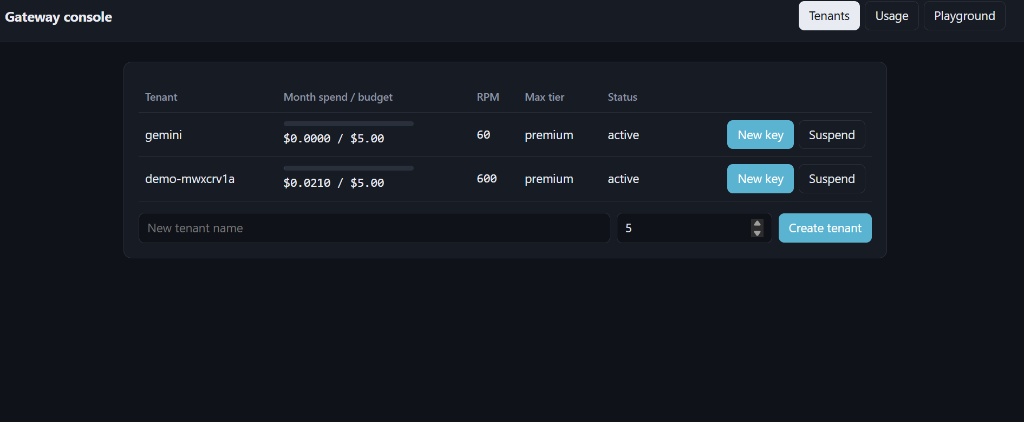 Gateway console Tenants Usage Playground
Tenant Month spend / budget RPM Max tier Status
gemini $0.0000 / $5.00 60 premium active New key Suspend
demo-mwxcrv1a $0.0210 / $5.00 600 premium active New key Suspend
New tenant name 5 Create tenant